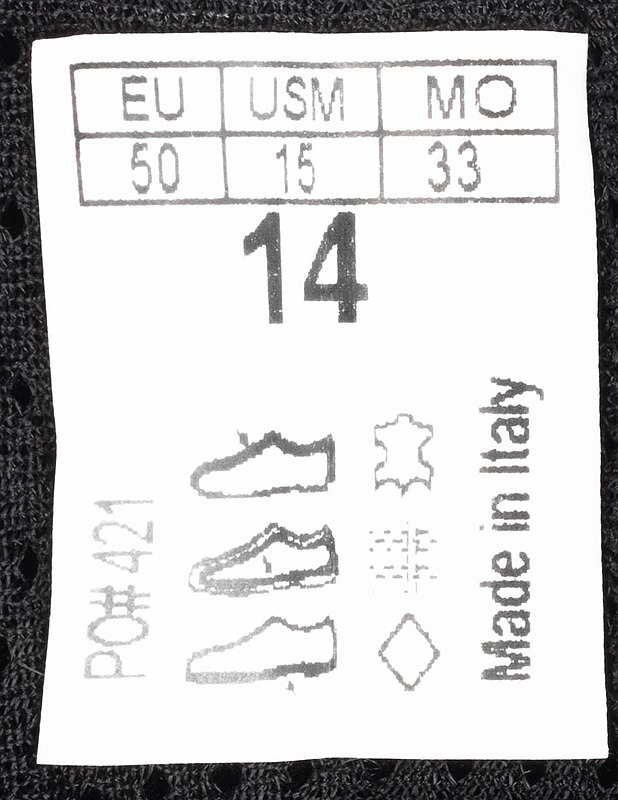 EU USM MO
50 15 33
14
PO# 421
Made in Italy